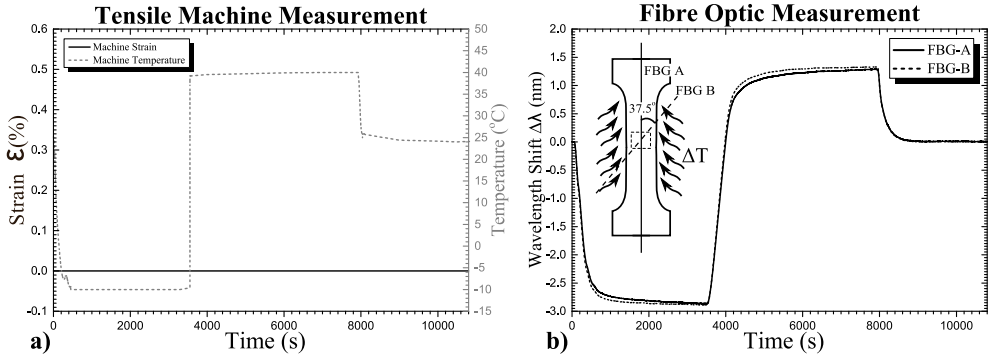 Tensile Machine Measurement
0.6
0.5
0.4
0.3
0.2
0.1
0.0
-0.1
Strain ε(%)
Machine Strain
Machine Temperature
50
45
40
35
30
25
20
15
10
5
0
-5
-10
-15
Temperature (°C)
0
2000
4000
6000
8000
10000
Time (s)
a)
Fibre Optic Measurement
2.0
1.5
1.0
0.5
0.0
-0.5
-1.0
-1.5
-2.0
-2.5
-3.0
Wavelength Shift Δλ (nm)
FBG-A
FBG-B
FBG A
FBG B
37.5°
ΔT
0
2000
4000
6000
8000
10000
Time (s)
b)